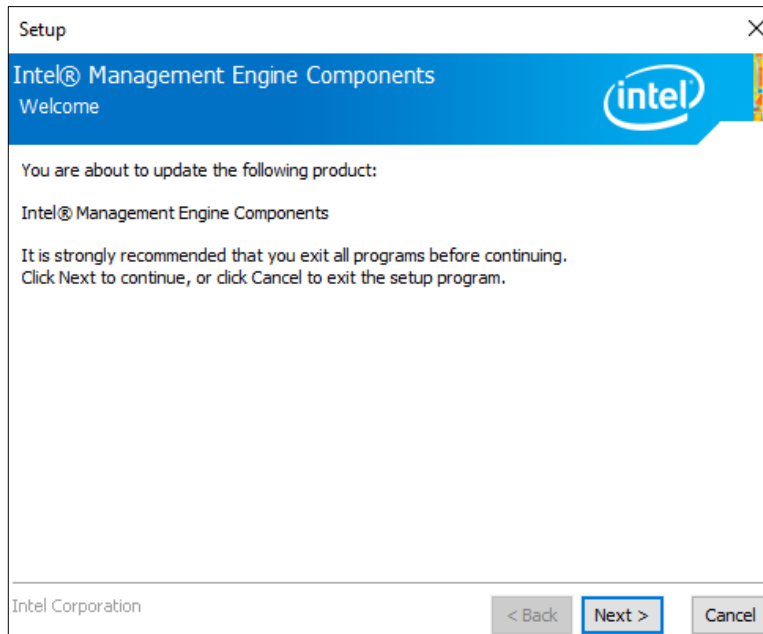 Setup
Intel® Management Engine Components
Welcome
intel
You are about to update the following product:
Intel® Management Engine Components
It is strongly recommended that you exit all programs before continuing.
Click Next to continue, or click Cancel to exit the setup program.
Intel Corporation
< Back Next > Cancel